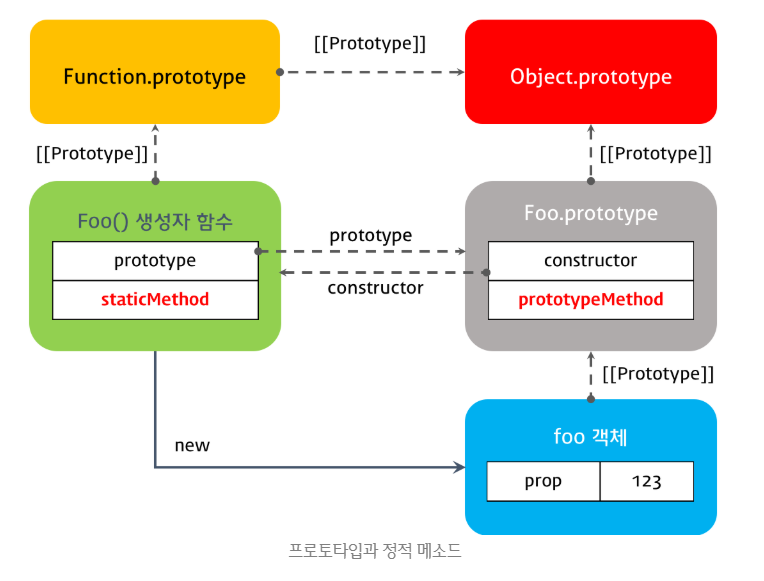 Function.prototype
[[Prototype]]
Object.prototype
[[Prototype]]
[[Prototype]]
Foo() 생성자 함수
prototype
staticMethod
prototype
constructor
Foo.prototype
constructor
prototypeMethod
[[Prototype]]
new
foo 객체
prop 123
프로토타입과 정적 메소드